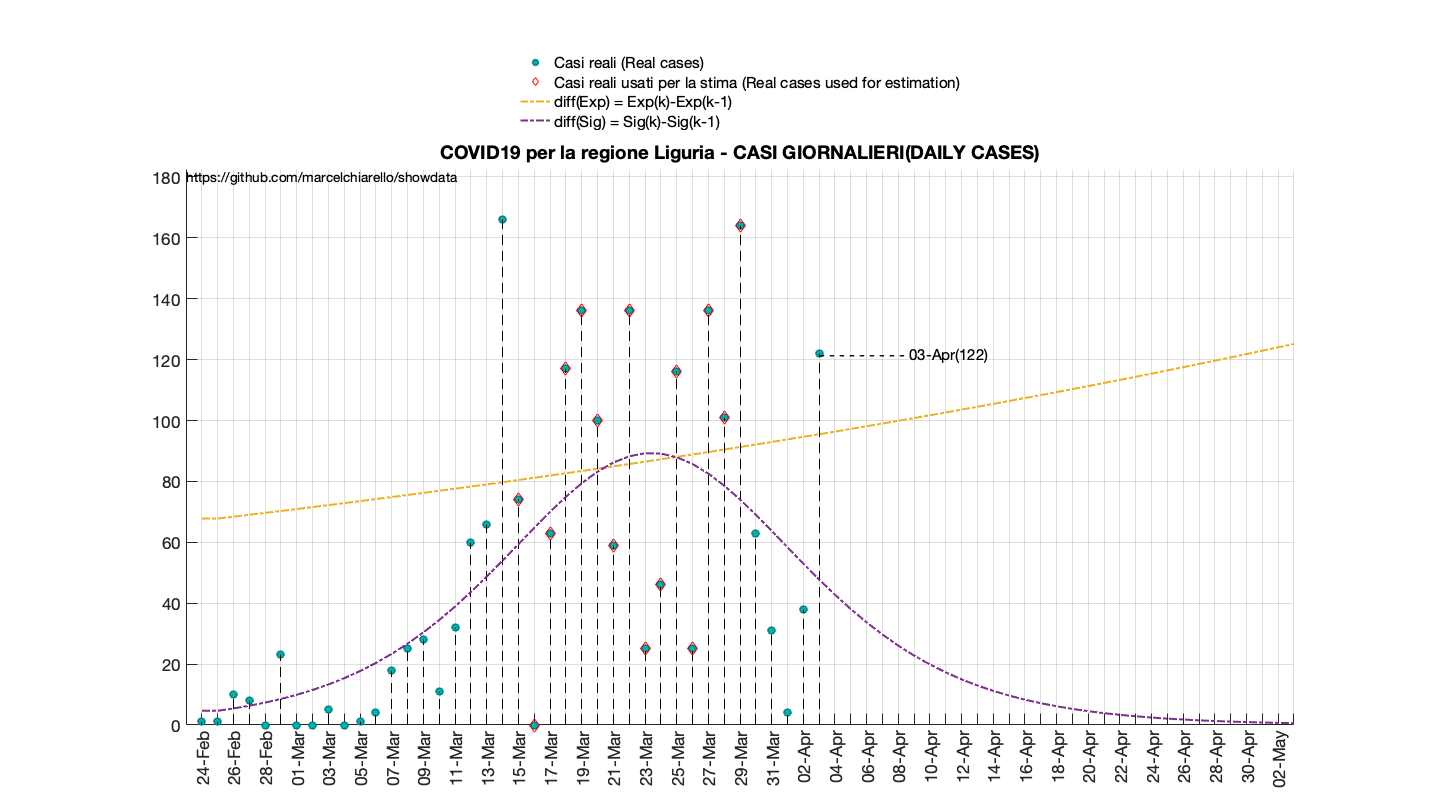 Casi reali (Real cases)
Casi reali usati per la stima (Real cases used for estimation)
diff(Exp) = Exp(k)-Exp(k-1)
diff(Sig) = Sig(k)-Sig(k-1)
COVID19 per la regione Liguria - CASI GIORNALIERI(DAILY CASES)
https://github.com/marcelchiarello/showdata
180
160
140
120
100
80
60
40
20
0
03-Apr(122)
24-Feb
26-Feb
28-Feb
01-Mar
03-Mar
05-Mar
07-Mar
09-Mar
11-Mar
13-Mar
15-Mar
17-Mar
19-Mar
21-Mar
23-Mar
25-Mar
27-Mar
29-Mar
31-Mar
02-Apr
04-Apr
06-Apr
08-Apr
10-Apr
12-Apr
14-Apr
16-Apr
18-Apr
20-Apr
22-Apr
24-Apr
26-Apr
28-Apr
30-Apr
02-May